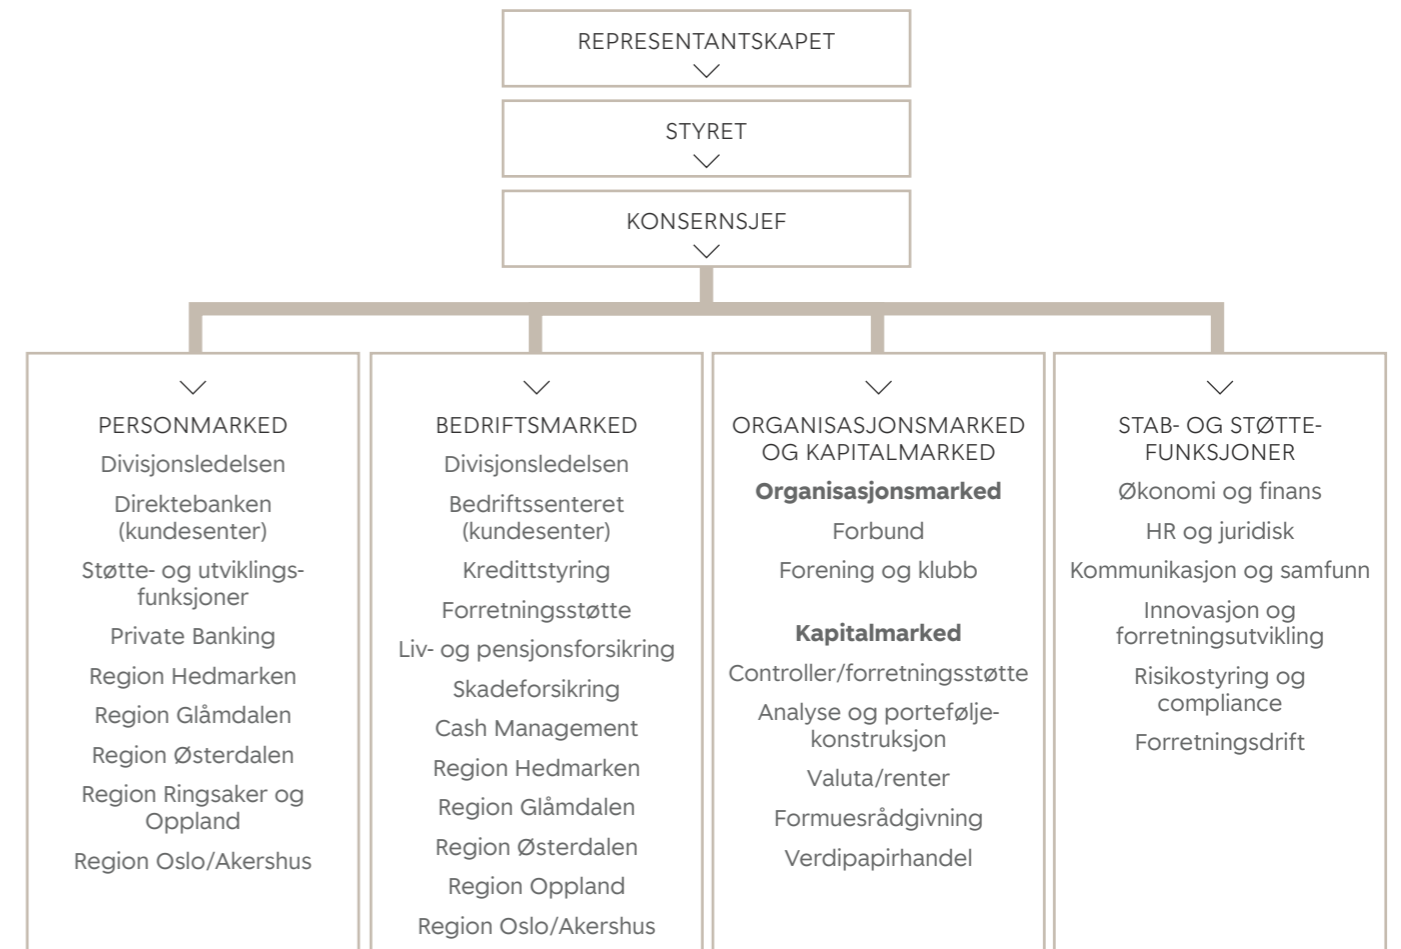 REPRESENTANTSKAPET
STYRET
KONSERNSJEF
PERSONMARKED
Divisjonsledelsen
Direktebanken
(kundesenter)
Støtte- og utviklings-
funksjoner
Private Banking
Region Hedmarken
Region Glåmdalen
Region Østerdalen
Region Ringsaker og
Oppland
Region Oslo/Akershus
BEDRIFTSMARKED
Divisjonsledelsen
Bedriftssenteret
(kundesenter)
Kredittstyring
Forretningsstøtte
Liv- og pensjonsforsikring
Skadeforsikring
Cash Management
Region Hedmarken
Region Glåmdalen
Region Østerdalen
Region Oppland
Region Oslo/Akershus
ORGANISASJONSMARKED
OG KAPITALMARKED
Organisasjonsmarked
Forbund
Forening og klubb
Kapitalmarked
Controller/forretningsstøtte
Analyse og portefølje-
konstruksjon
Valuta/renter
Formuesrådgivning
Verdipapirhandel
STAB- OG STØTTE-
FUNKSJONER
Økonomi og finans
HR og juridisk
Kommunikasjon og samfunn
Innovasjon og
forretningsutvikling
Risikostyring og
compliance
Forretningsdrift